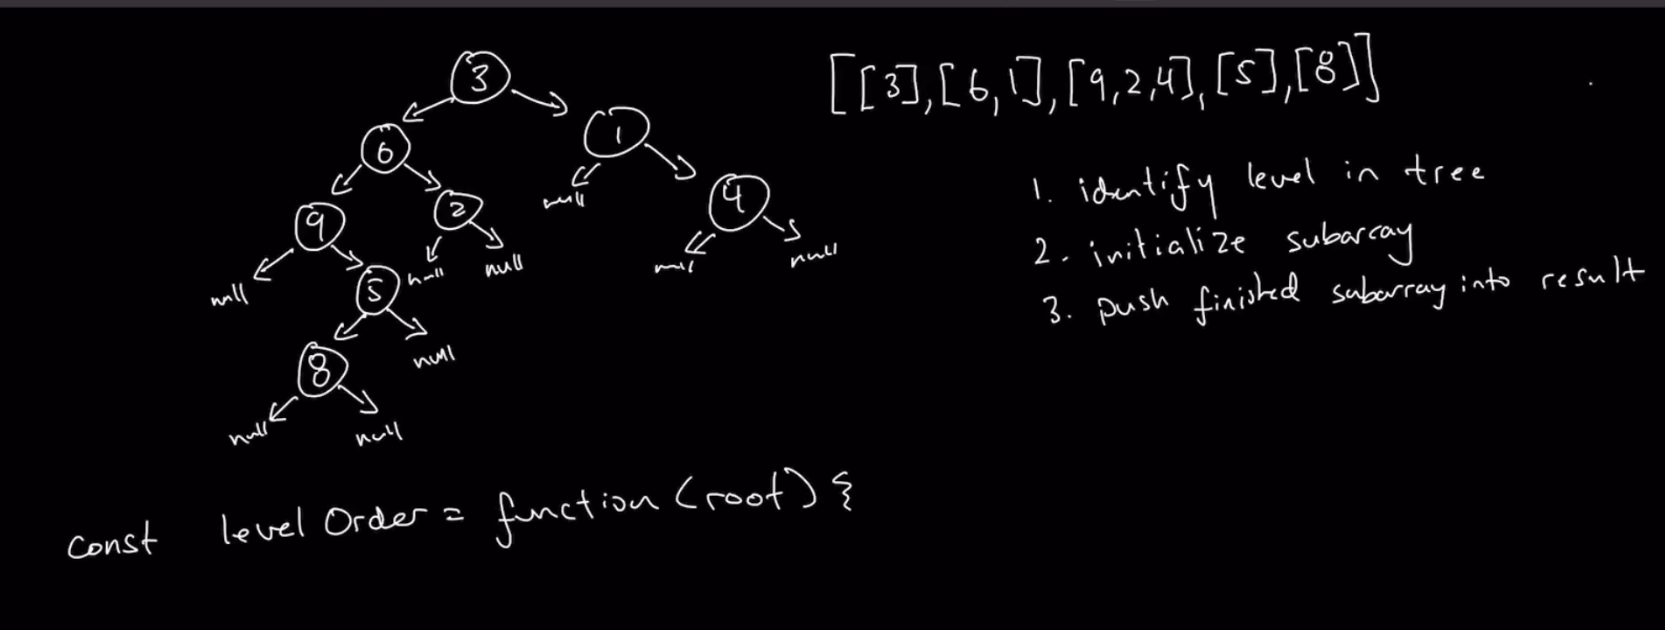 3
[[3],[6,1],[9,2,4],[5],[8]]
6
1
9
2
null
4
null
null
null
null
null
5
8
null
null
null
1. identify level in tree
2. initialize subarray
3. push finished subarray into result
const levelOrder = function(root) {